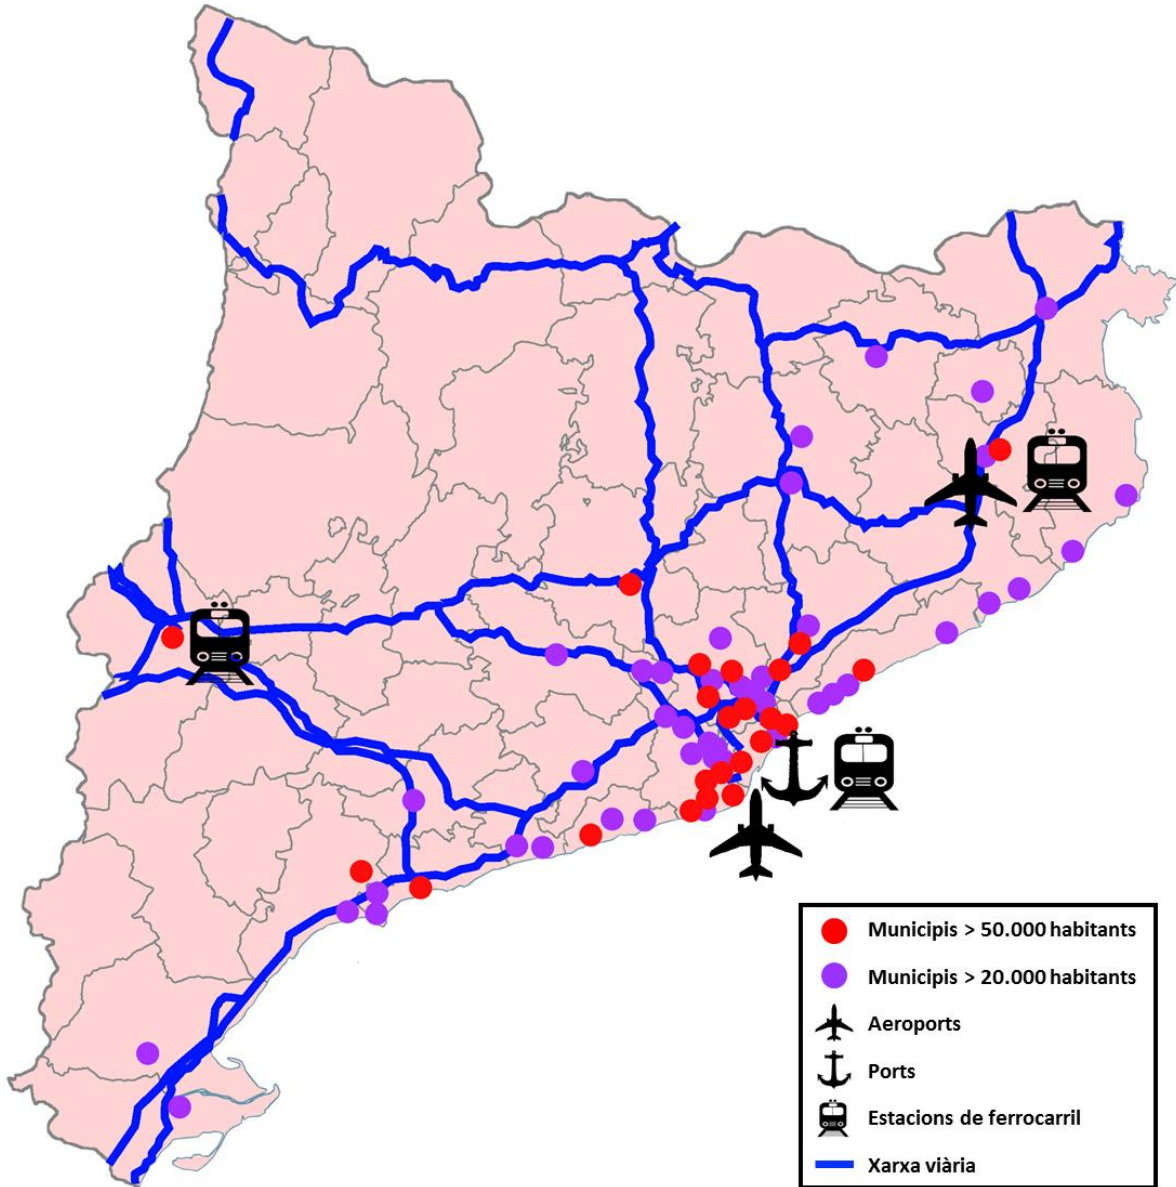 Municipis > 50.000 habitants
Municipis > 20.000 habitants
Aeroports
Ports
Estacions de ferrocarril
Xarxa viària